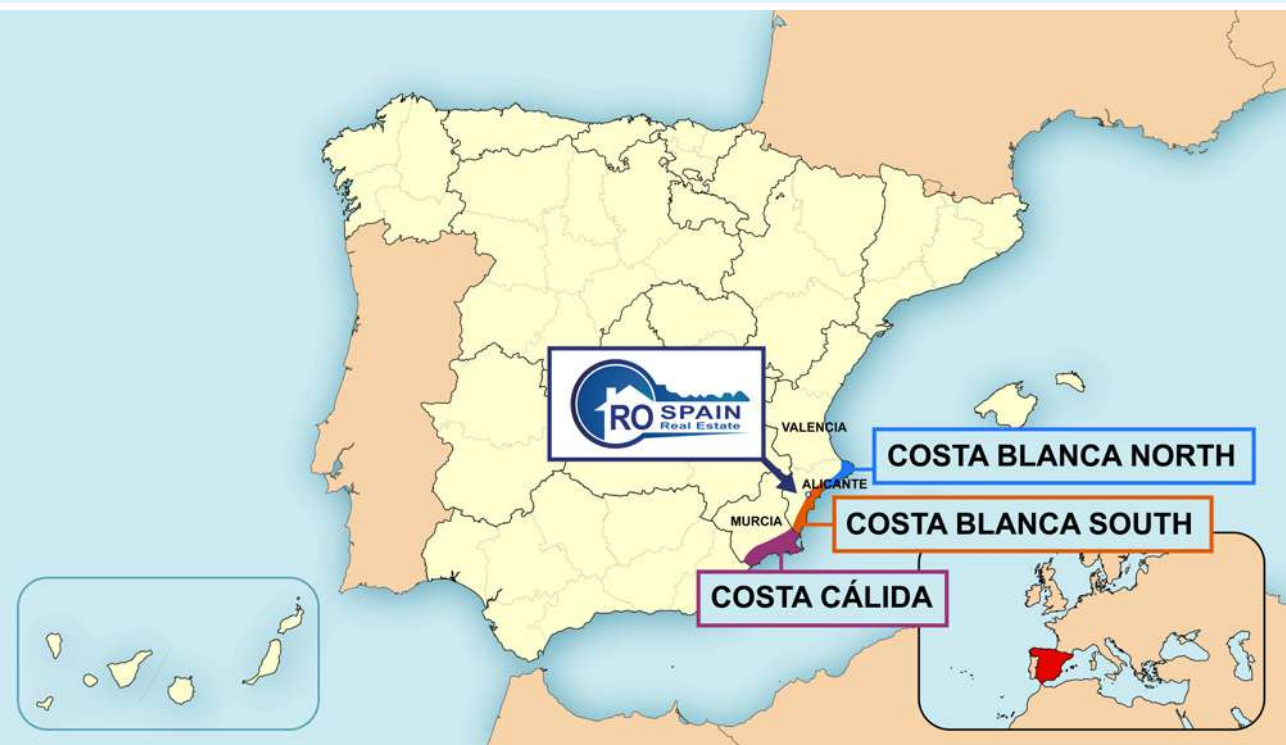 RO SPAIN
Real Estate
VALENCIA
COSTA BLANCA NORTH
ALICANTE
MURCIA
COSTA BLANCA SOUTH
COSTA CÁLIDA